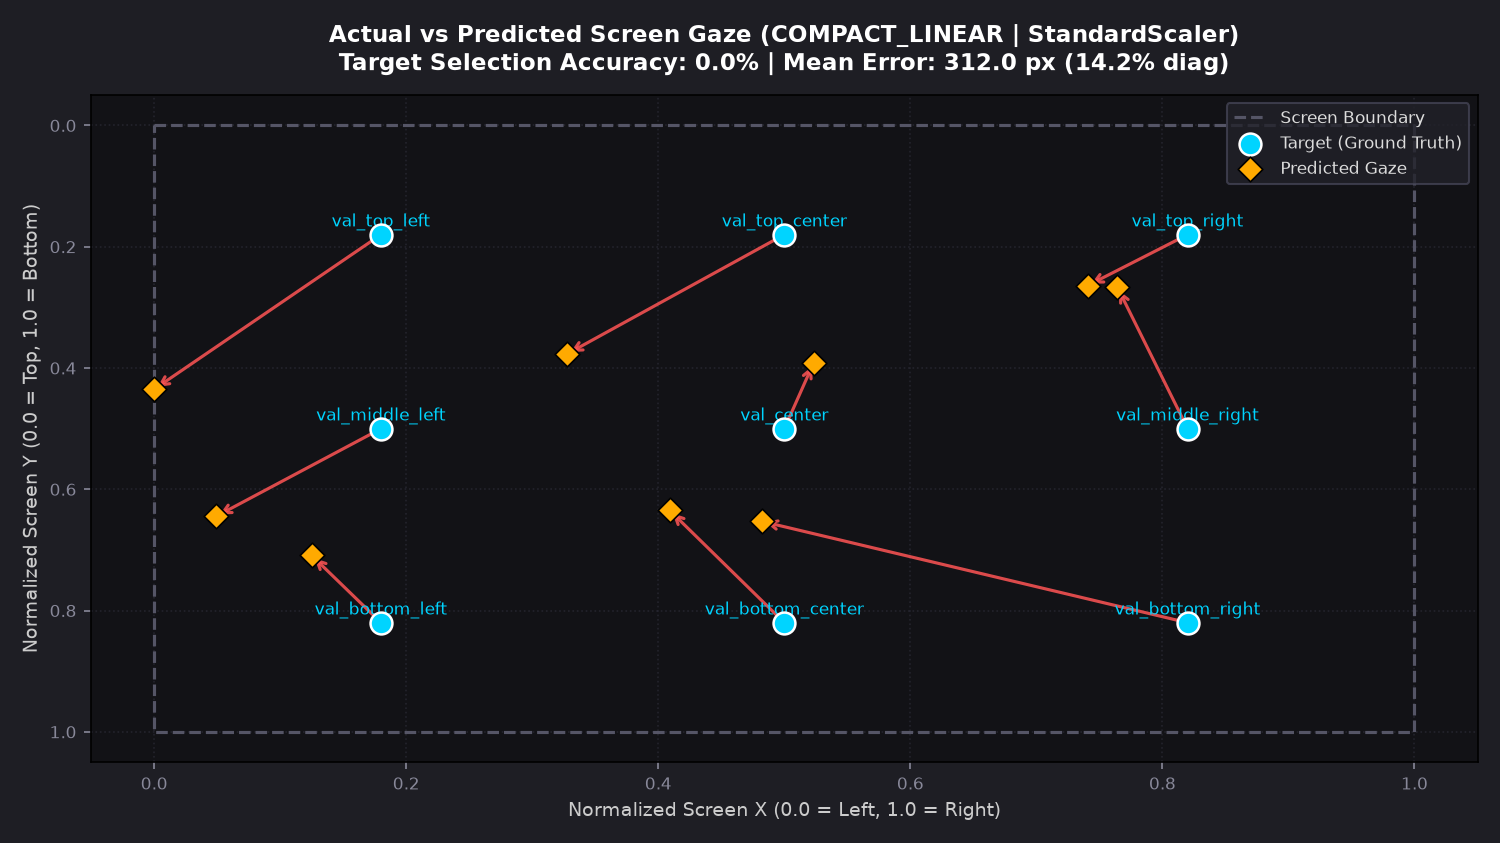 Actual vs Predicted Screen Gaze (COMPACT_LINEAR | StandardScaler)
Target Selection Accuracy: 0.0% | Mean Error: 312.0 px (14.2% diag)
Screen Boundary
Target (Ground Truth)
Predicted Gaze
val_top_left
val_top_center
val_top_right
val_middle_left
val_center
val_middle_right
val_bottom_left
val_bottom_center
val_bottom_right
0.0
0.2
0.4
0.6
0.8
1.0
Normalized Screen Y (0.0 = Top, 1.0 = Bottom)
0.0
0.2
0.4
0.6
0.8
1.0
Normalized Screen X (0.0 = Left, 1.0 = Right)